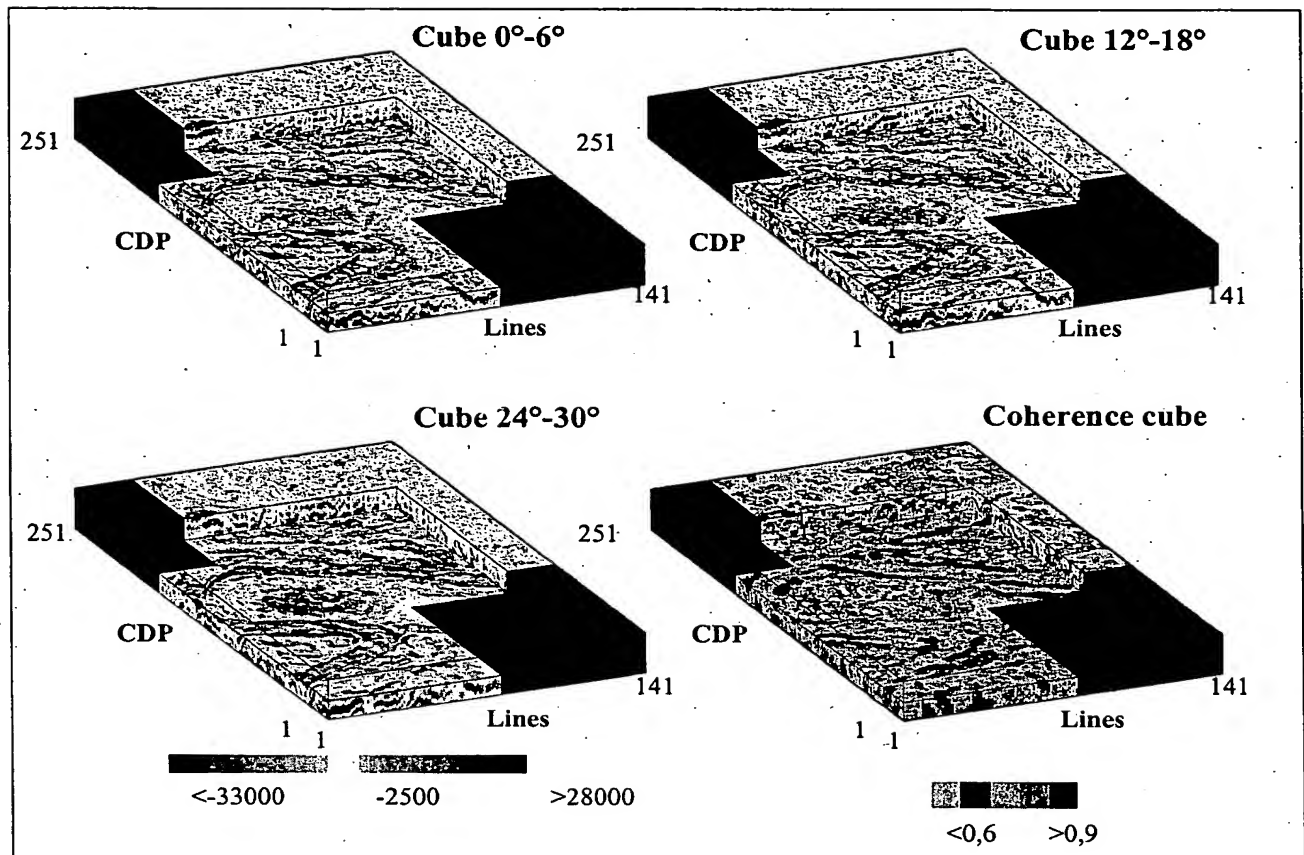 Cube 0°-6°
251
CDP
1
1
Lines
141
Cube 12°-18°
251
CDP
1
1
Lines
141
Cube 24°-30°
251
CDP
1
1
Lines
141
<-33000 -2500 >28000
Coherence cube
251
CDP
1
1
Lines
141
<0,6 >0,9